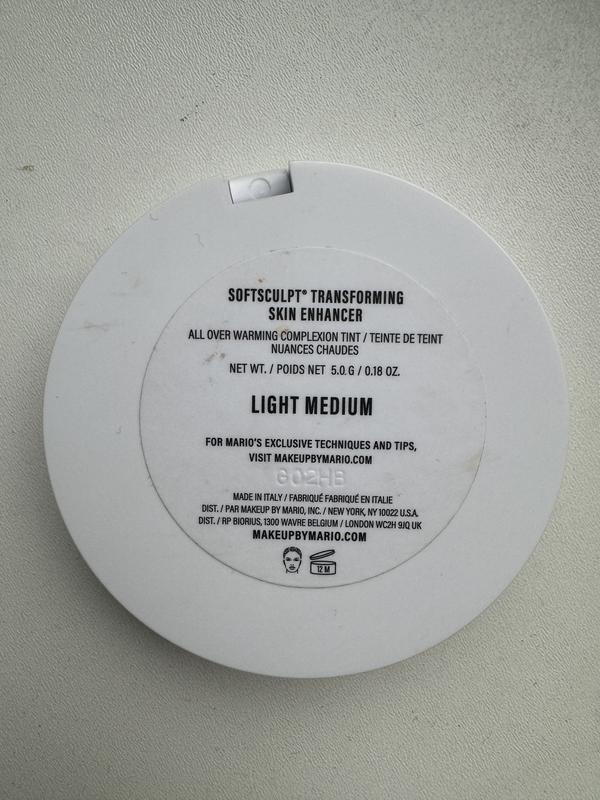 SOFTSCULPT® TRANSFORMING
SKIN ENHANCER
ALL OVER WARMING COMPLEXION TINT / TEINTE DE TEINT
NUANCES CHAUDES
NET WT. / POIDS NET 5.0.G / 0.18 OZ.
LIGHT MEDIUM
FOR MARIO'S EXCLUSIVE TECHNIQUES AND TIPS,
VISIT MAKEUPBYMARIO.COM
G02HB
MADE IN ITALY / FABRIQUÉ FABRIQUÉ EN ITALIE
DIST. / PAR MAKEUP BY MARIO, INC. / NEW YORK, NY 10022 U.S.A.
DIST. / RP BIORIUS, 1300 WAVRE BELGIUM / LONDON WC2H 9JQ UK
MAKEUPBYMARIO.COM
12 M